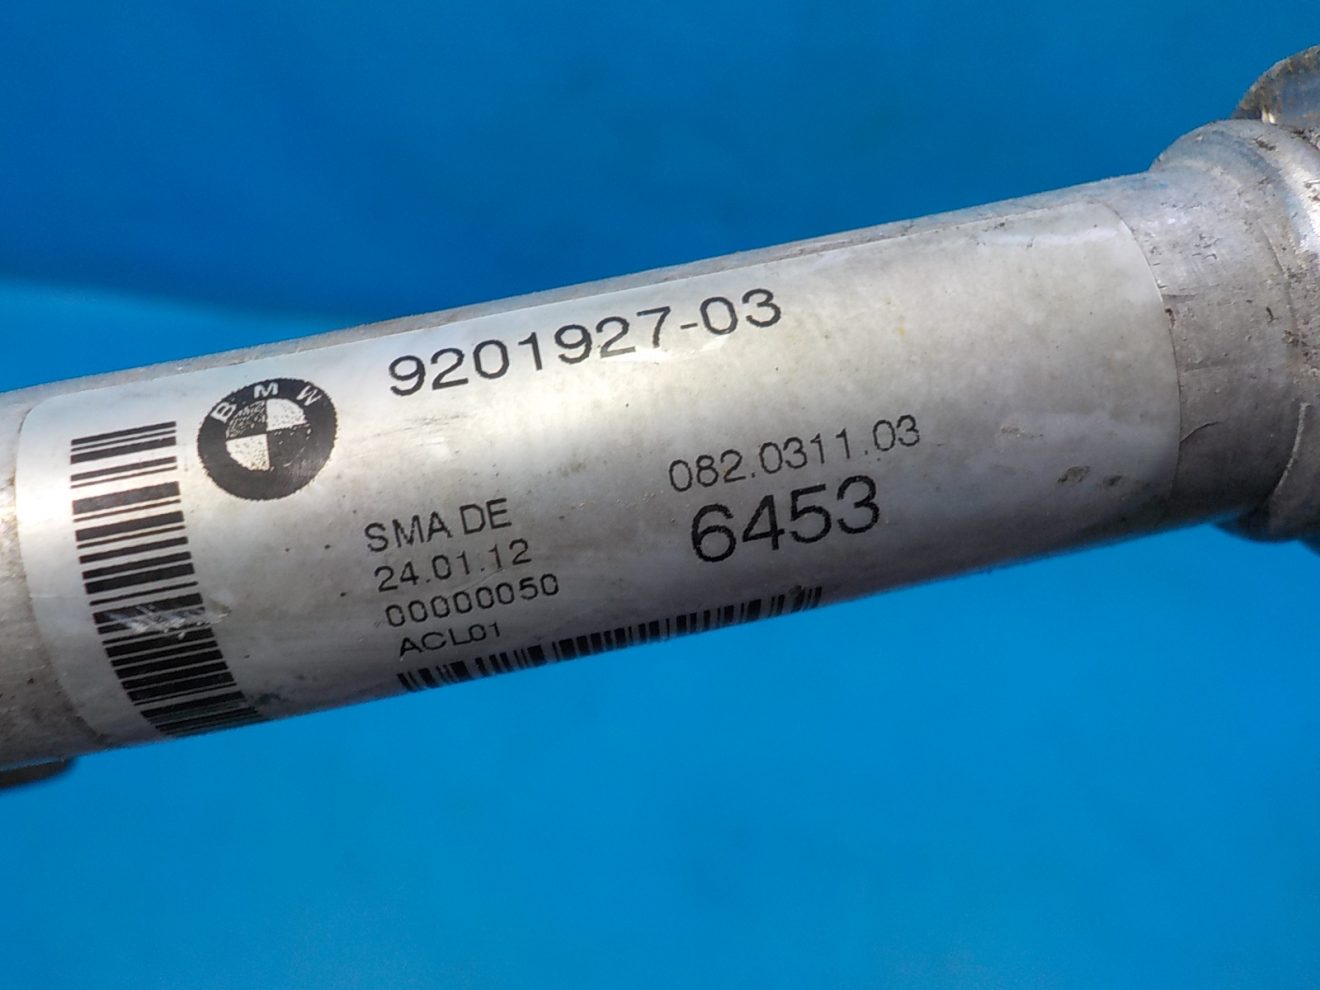 9201927-03
BMW
082.0311.03
6453
SMA DE
24.01.12
00000050
ACL01